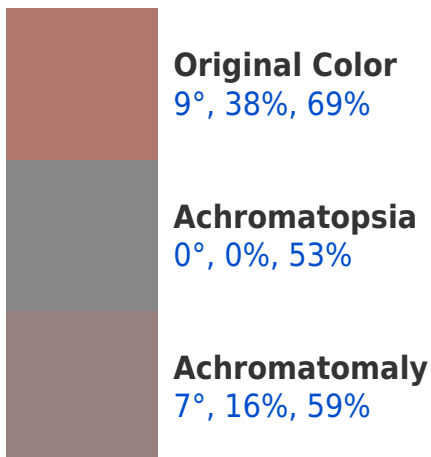 Original Color
9°, 38%, 69%
Achromatopsia
0°, 0%, 53%
Achromatomaly
7°, 16%, 59%